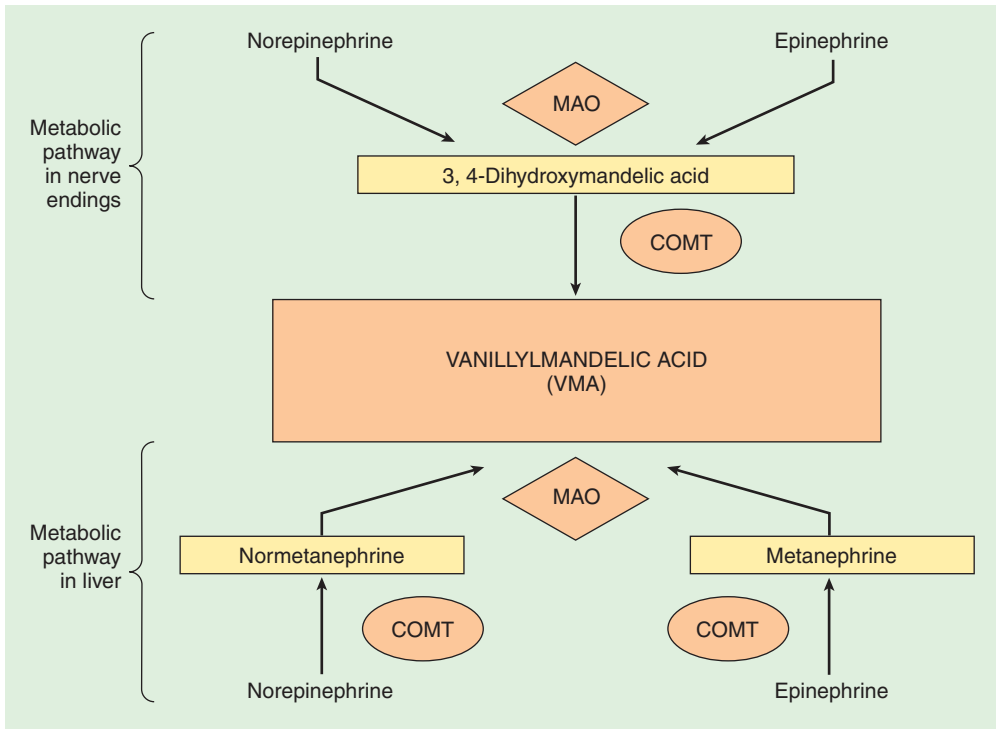 Norepinephrine
Epinephrine
MAO
Metabolic
pathway
in nerve
endings
3, 4-Dihydroxymandelic acid
COMT
VANILLYLMANDELIC ACID
(VMA)
MAO
Metabolic
pathway
in liver
Normetanephrine
Metanephrine
COMT
COMT
Norepinephrine
Epinephrine